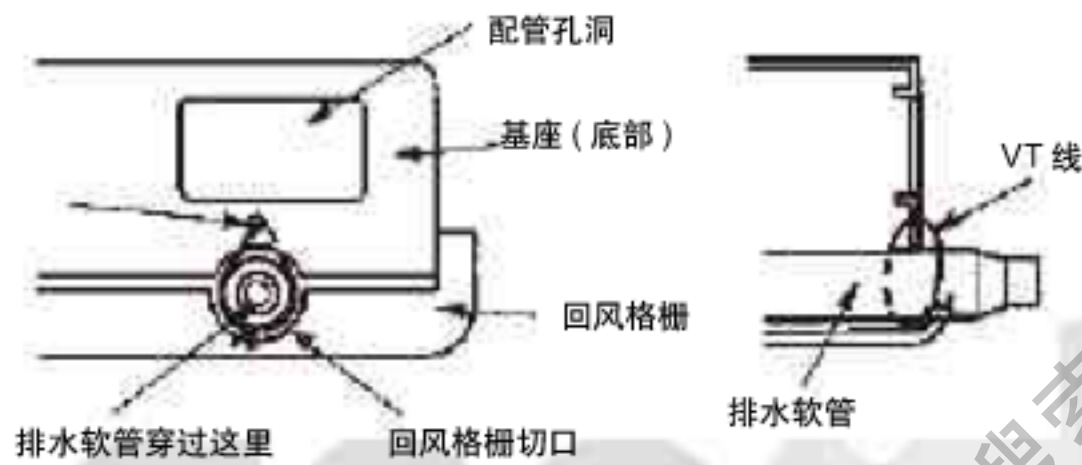 配管孔洞
基座（底部）
VT 线
回风格栅
排水软管
排水软管穿过这里
回风格栅切口